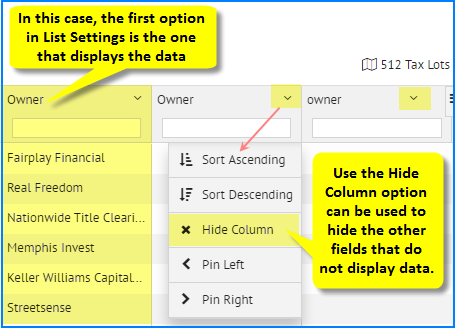 In this case, the first option
in List Settings is the one
that displays the data
512 Tax Lots
Owner
Owner
owner
Fairplay Financial
Real Freedom
Nationwide Title Cleari...
Memphis Invest
Keller Williams Capital...
Streetsense
Sort Ascending
Sort Descending
Hide Column
Pin Left
Pin Right
Use the Hide
Column option
can be used to
hide the other
fields that do
not display data.